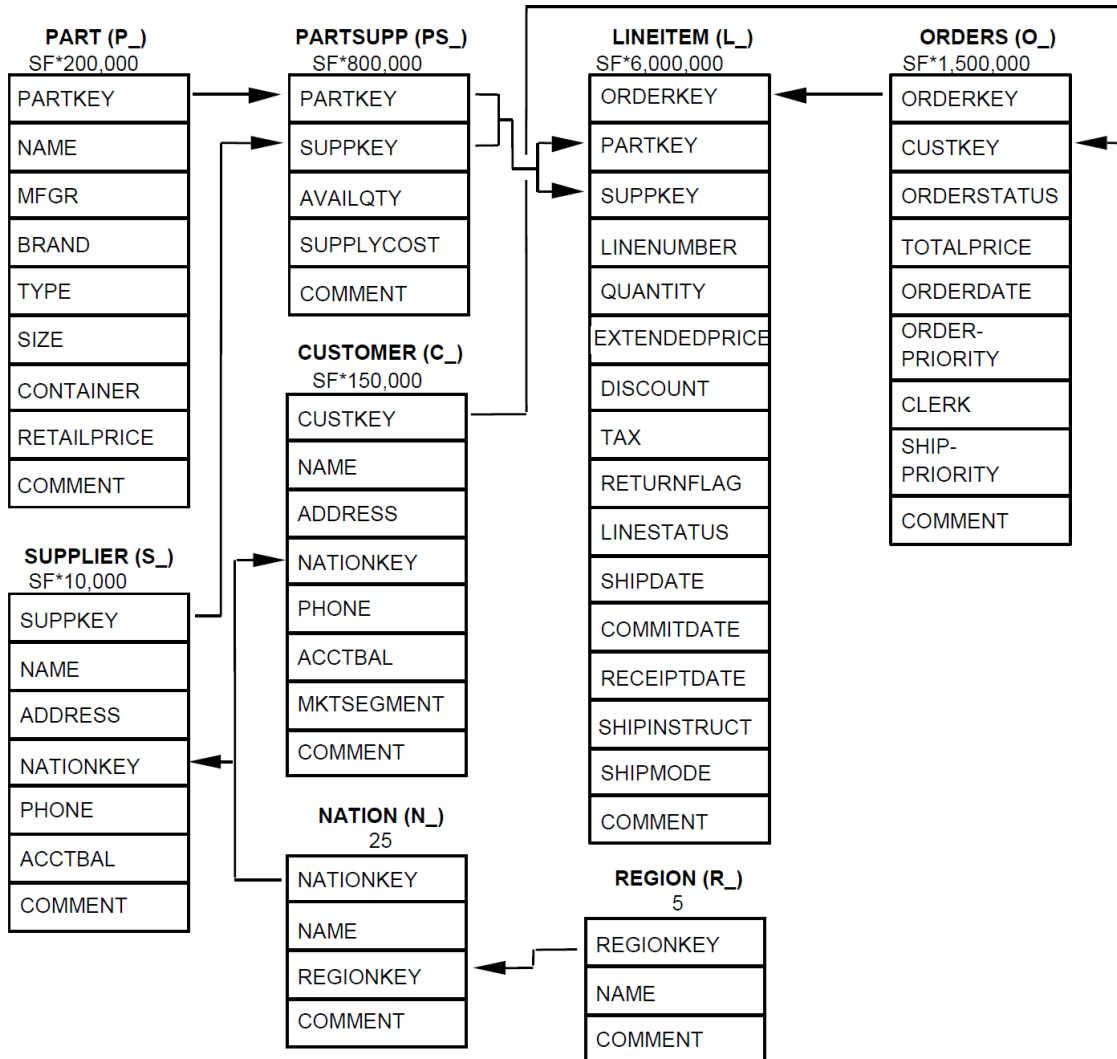 PART (P_)
SF*200,000
PARTKEY
NAME
MFGR
BRAND
TYPE
SIZE
CONTAINER
RETAILPRICE
COMMENT
SUPPLIER (S_)
SF*10,000
SUPPKEY
NAME
ADDRESS
NATIONKEY
PHONE
ACCTBAL
COMMENT
PARTSUPP (PS_)
SF*800,000
PARTKEY
SUPPKEY
AVAILQTY
SUPPLYCOST
COMMENT
CUSTOMER (C_)
SF*150,000
CUSTKEY
NAME
ADDRESS
NATIONKEY
PHONE
ACCTBAL
MKTSEGMENT
COMMENT
NATION (N_)
25
NATIONKEY
NAME
REGIONKEY
COMMENT
LINEITEM (L_)
SF*6,000,000
ORDERKEY
PARTKEY
SUPPKEY
LINENUMBER
QUANTITY
EXTENDEDPRICE
DISCOUNT
TAX
RETURNFLAG
LINESTATUS
SHIPDATE
COMMITDATE
RECEIPTDATE
SHIPINSTRUCT
SHIPMODE
COMMENT
REGION (R_)
5
REGIONKEY
NAME
COMMENT
ORDERS (O_)
SF*1,500,000
ORDERKEY
CUSTKEY
ORDERSTATUS
TOTALPRICE
ORDERDATE
ORDER-
PRIORITY
CLERK
SHIP-
PRIORITY
COMMENT